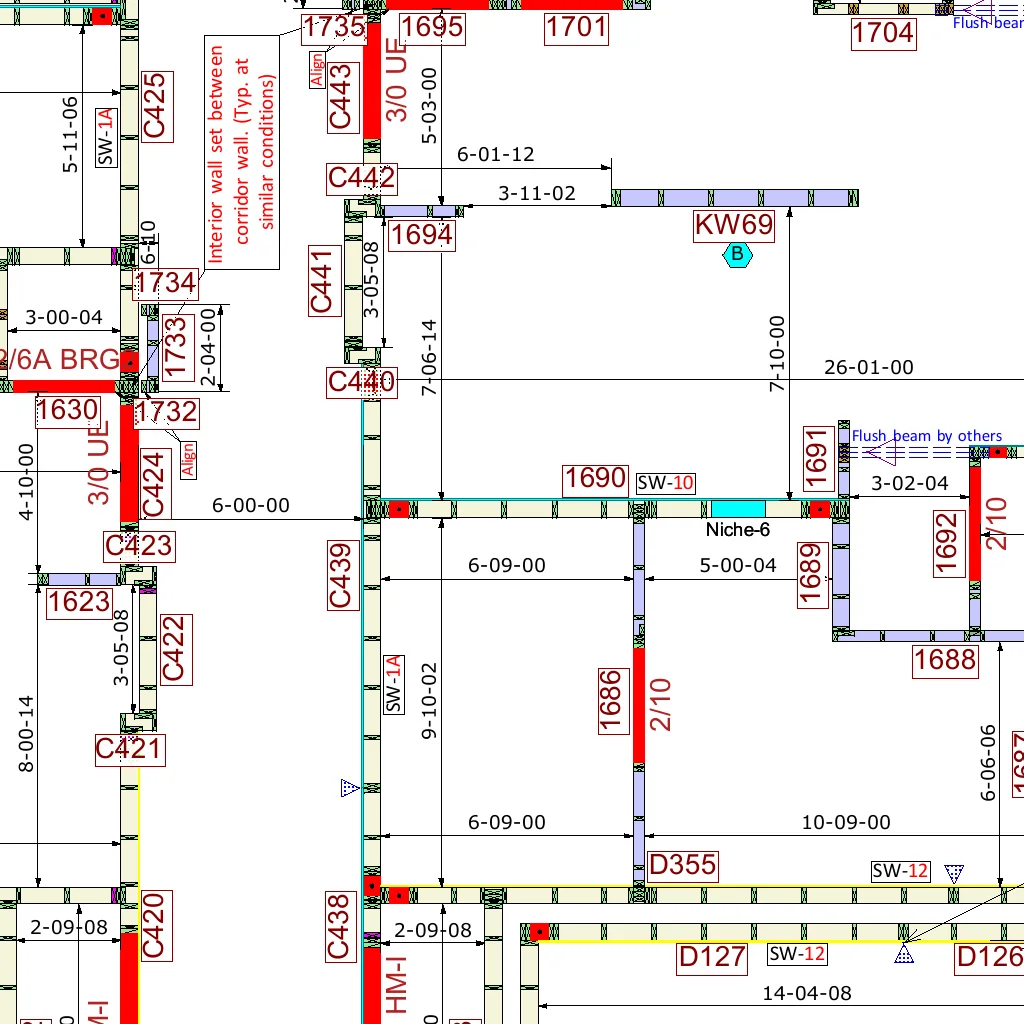 1735
1695
1701
1704
Flush beam
Align
C443
3/0 UE
5-03-00
C425
5-11-06
SW-1A
Interior wall set between
corridor wall. (Typ. at
similar conditions)
6-01-12
C442
3-11-02
KW69
B
1694
6-10
C441
3-05-08
1734
3-00-04
1733
2-04-00
7-06-14
7-10-00
/6A BRG
C440
26-01-00
1630
1732
3/0 UE
Align
C424
4-10-00
1691
Flush beam by others
1690
SW-10
3-02-04
6-00-00
Niche-6
1692
2/10
C423
C439
6-09-00
5-00-04
1689
1623
3-05-08
C422
1688
SW-1A
9-10-02
1686
2/10
8-00-14
C421
6-06-06
1687
6-09-00
10-09-00
D355
SW-12
C420
2-09-08
C438
2-09-08
D127
SW-12
D126
HM-I
14-04-08